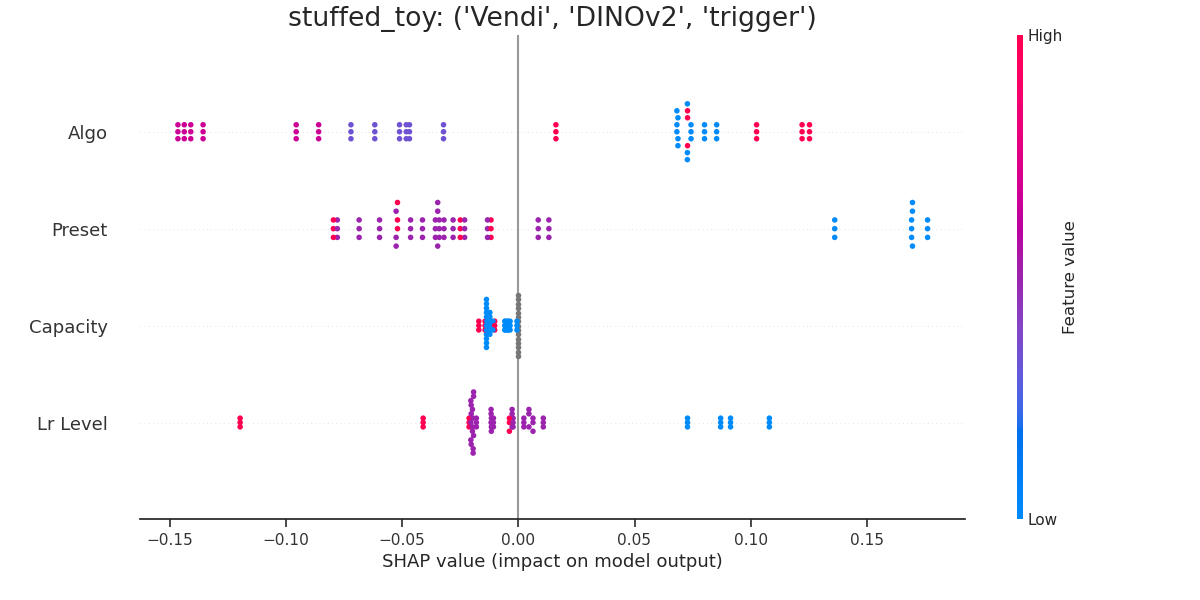 stuffed_toy: ('Vendi', 'DINOv2', 'trigger')
High
Algo
Preset
Feature value
Capacity
Lr Level
Low
−0.15 −0.10 −0.05 0.00 0.05 0.10 0.15
SHAP value (impact on model output)